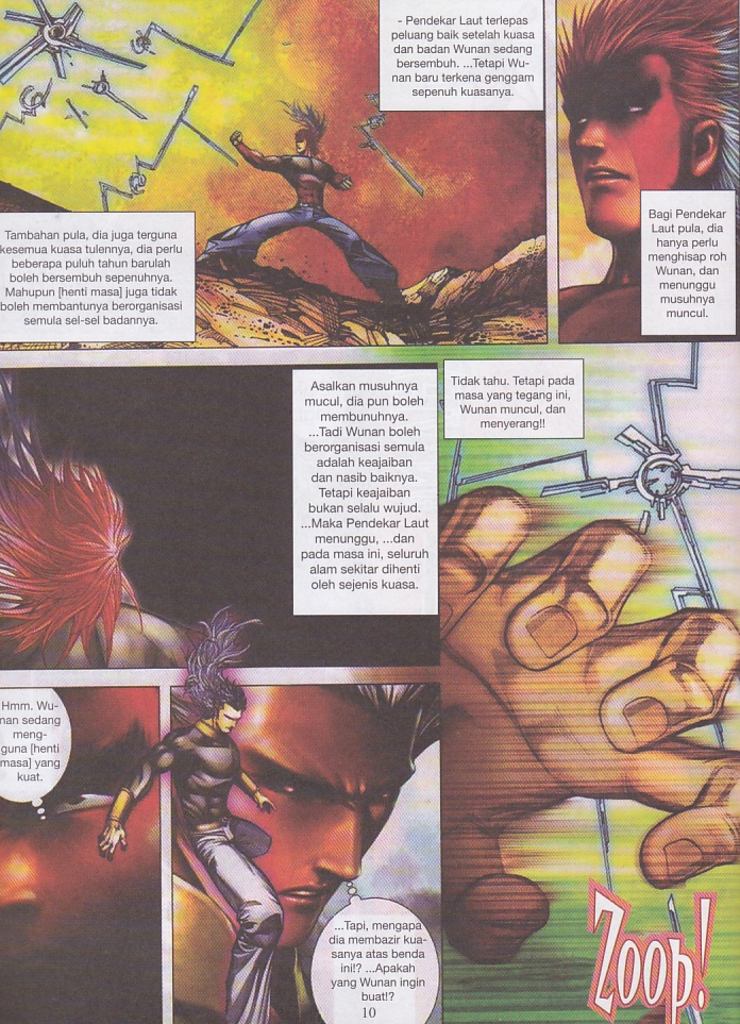 - Pendekar Laut terlepas
peluang baik setelah kuasa
dan badan Wunan sedang
bersembuh. ...Tetapi Wu-
nan baru terkena genggam
sepenuh kuasanya.
Tambahan pula, dia juga terguna
kesemua kuasa tulennya, dia perlu
beberapa puluh tahun barulah
boleh bersembuh sepenuhnya.
Mahupun [henti masa] juga tidak
boleh membantunya berorganisasi
semula sel-sel badannya.
Bagi Pendekar
Laut pula, dia
hanya perlu
menghisap roh
Wunan, dan
menunggu
musuhnya
muncul.
Asalkan musuhnya
mucul, dia pun boleh
membunuhnya.
...Tadi Wunan boleh
berorganisasi semula
adalah keajaiban
dan nasib baiknya.
Tetapi keajaiban
bukan selalu wujud.
...Maka Pendekar Laut
menunggu, ...dan
pada masa ini, seluruh
alam sekitar dihenti
oleh sejenis kuasa.
Tidak tahu. Tetapi pada
masa yang tegang ini,
Wunan muncul, dan
menyerang!!
Hmm. Wu-
nan sedang
meng-
guna [henti
masa] yang
kuat.
...Tapi, mengapa
dia membazir kua-
sanya atas benda
ini!? ...Apakah
yang Wunan ingin
buat!?
10
Zoop!